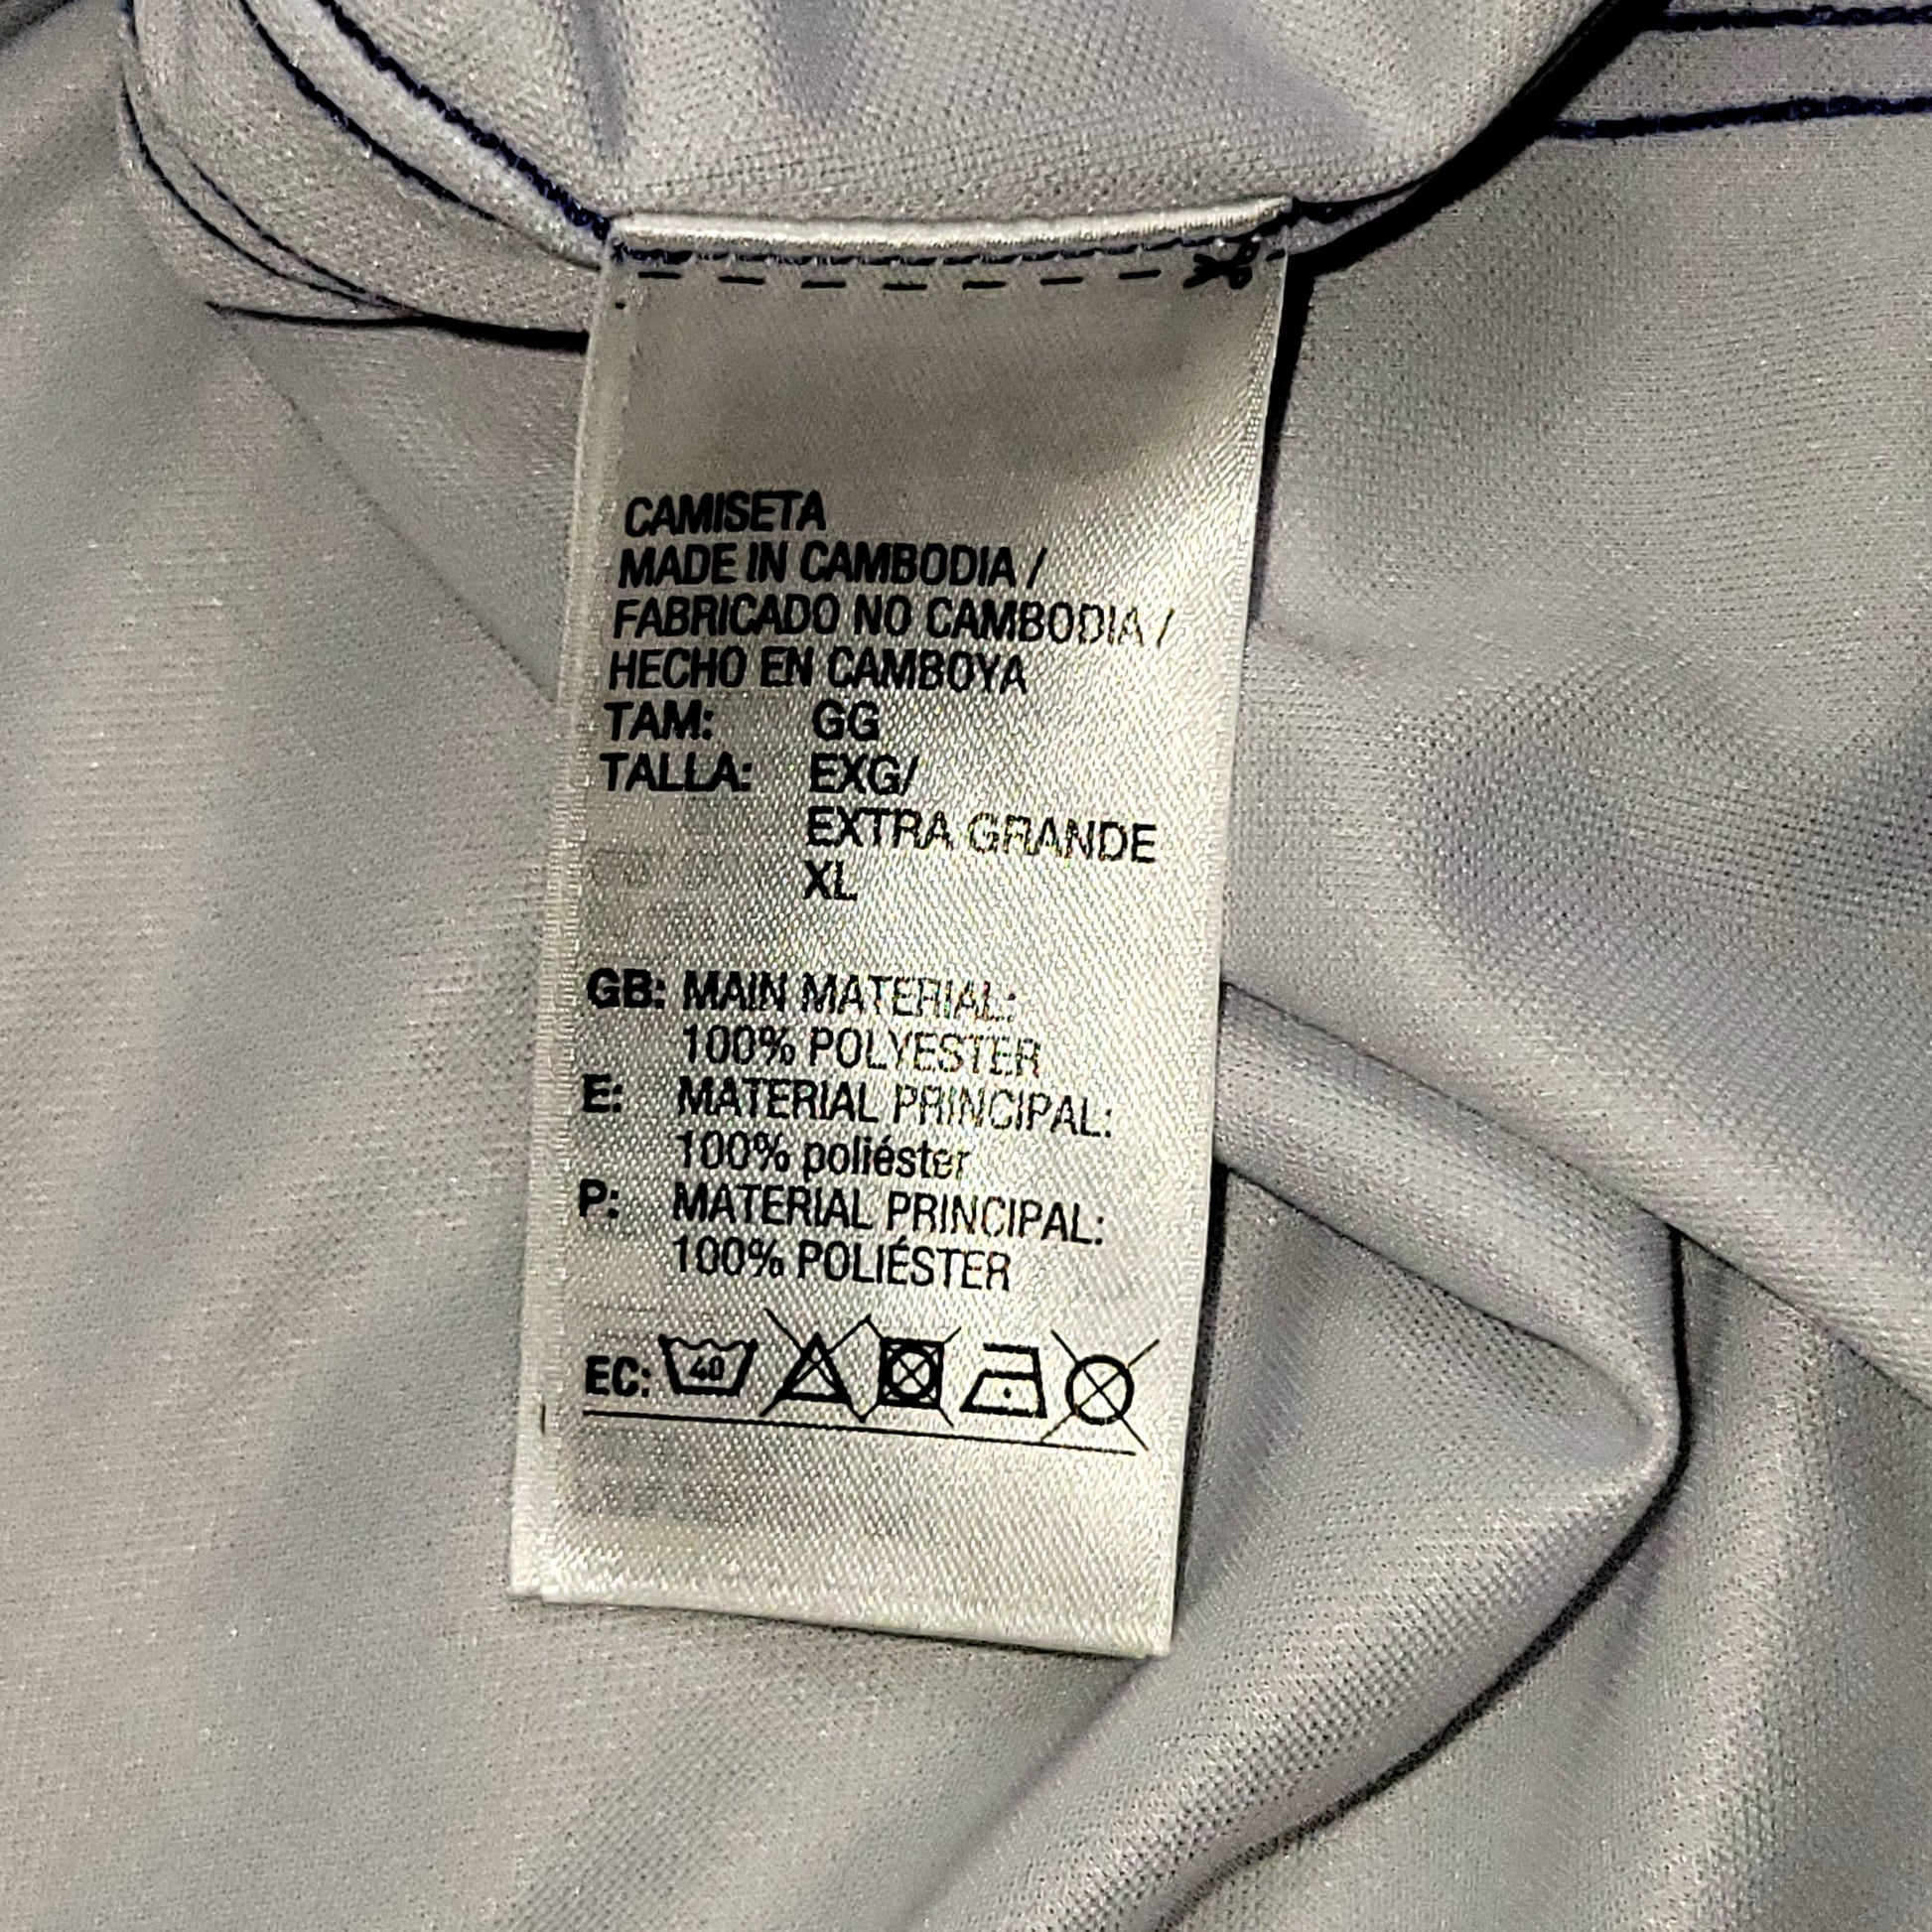 CAMISETA
MADE IN CAMBODIA /
FABRICADO NO CAMBODIA /
HECHO EN CAMBOYA
TAM: GG
TALLA: EXG/
EXTRA GRANDE
XL
GB: MAIN MATERIAL:
100% POLYESTER
E: MATERIAL PRINCIPAL:
100% poliéster
P: MATERIAL PRINCIPAL:
100% POLIÉSTER
EC: 40